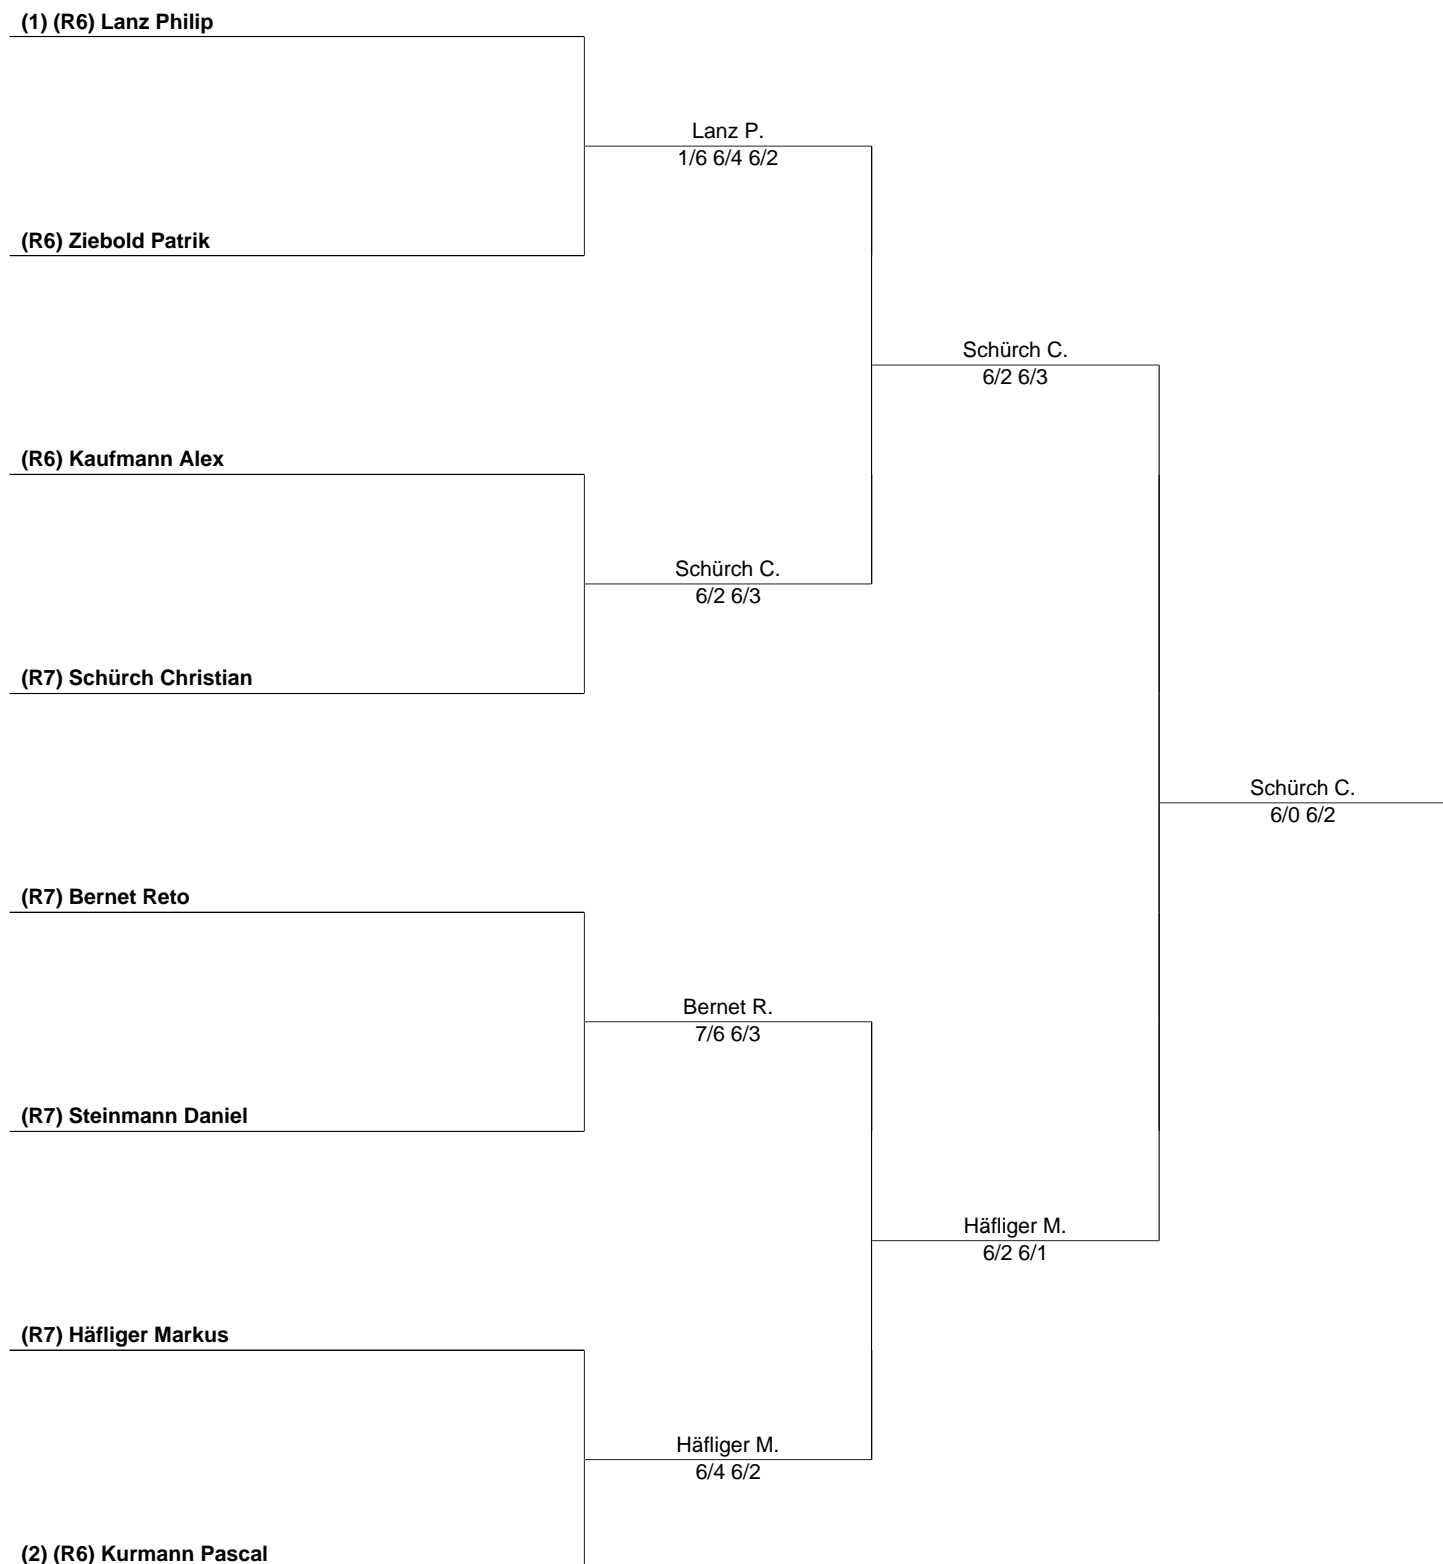 (1) (R6) Lanz Philip
Lanz P.
1/6 6/4 6/2
(R6) Ziebold Patrik
Schürch C.
6/2 6/3
(R6) Kaufmann Alex
Schürch C.
6/2 6/3
(R7) Schürch Christian
Schürch C.
6/0 6/2
(R7) Bernet Reto
Bernet R.
7/6 6/3
(R7) Steinmann Daniel
Häfliger M.
6/2 6/1
(R7) Häfliger Markus
Häfliger M.
6/4 6/2
(2) (R6) Kurmann Pascal